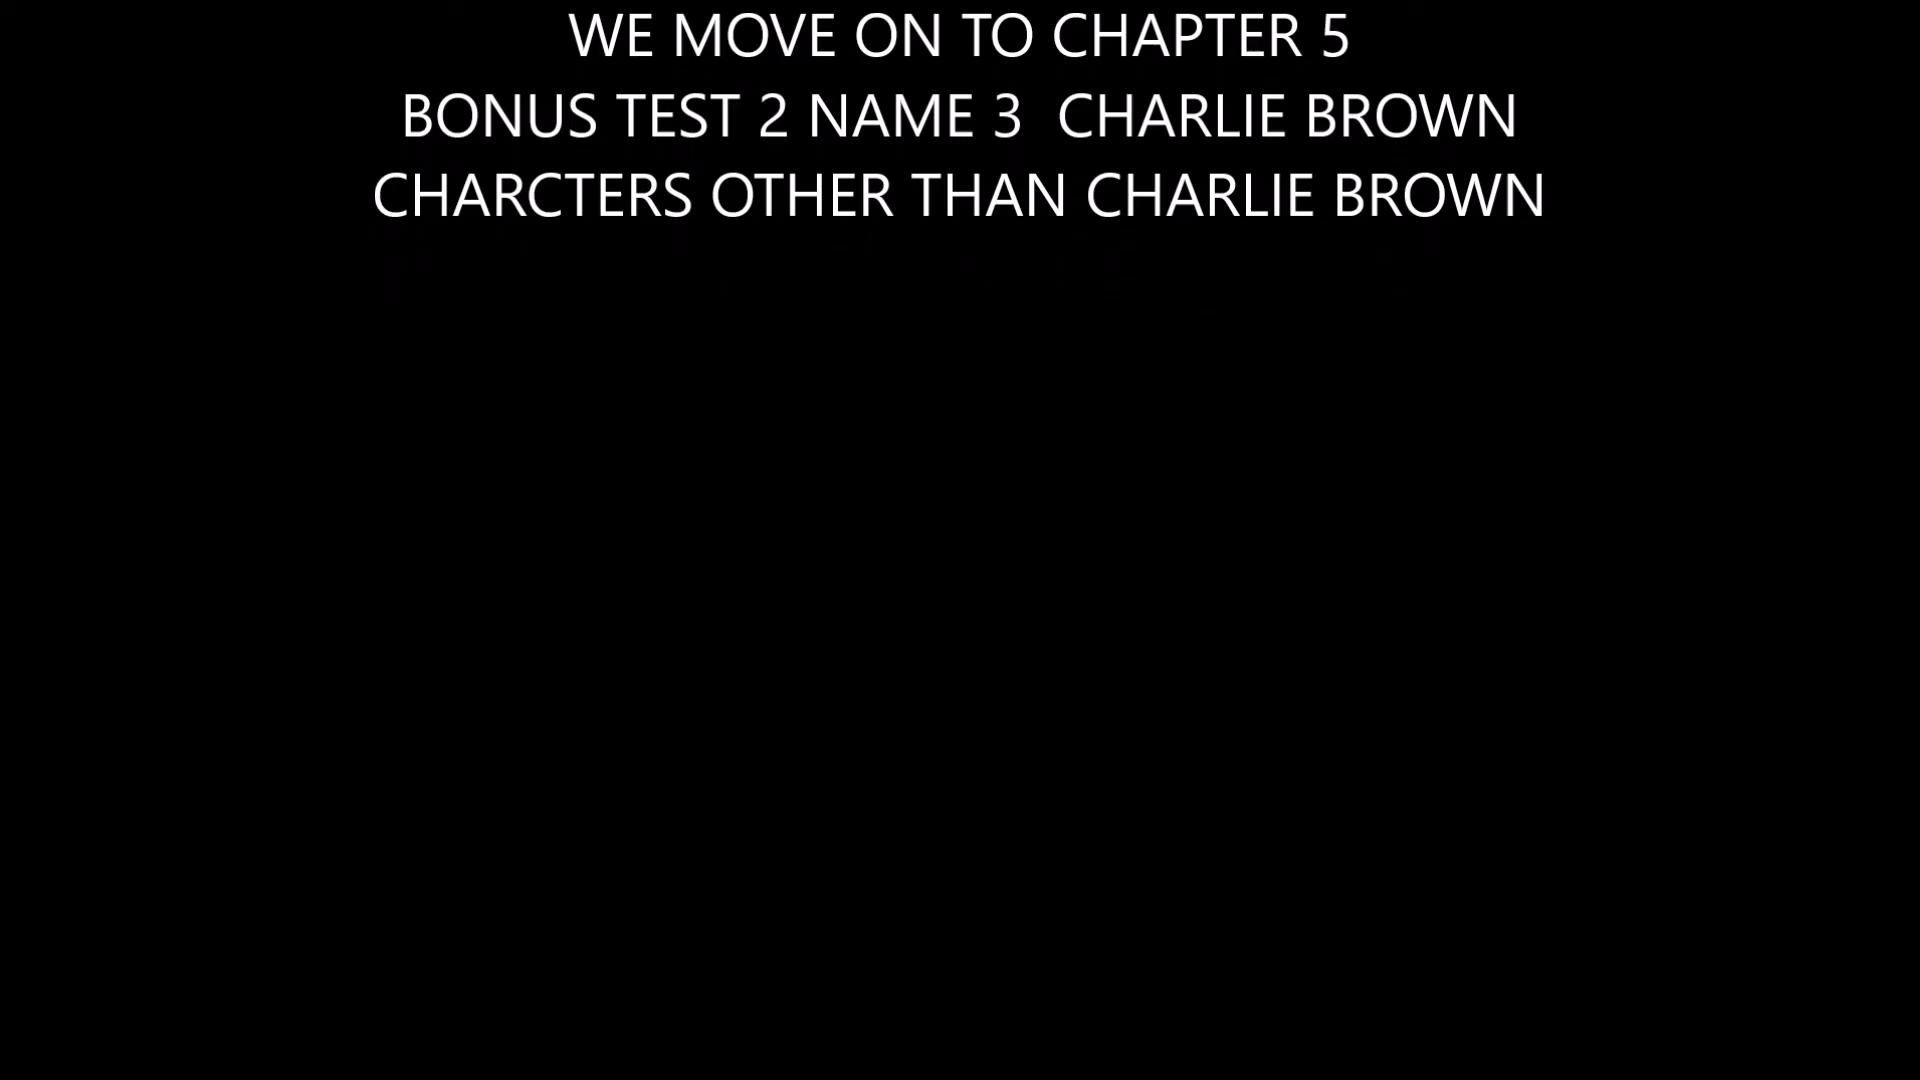 WE MOVE ON TO CHAPTER 5
BONUS TEST 2 NAME 3  CHARLIE BROWN
CHARCTERS OTHER THAN CHARLIE BROWN